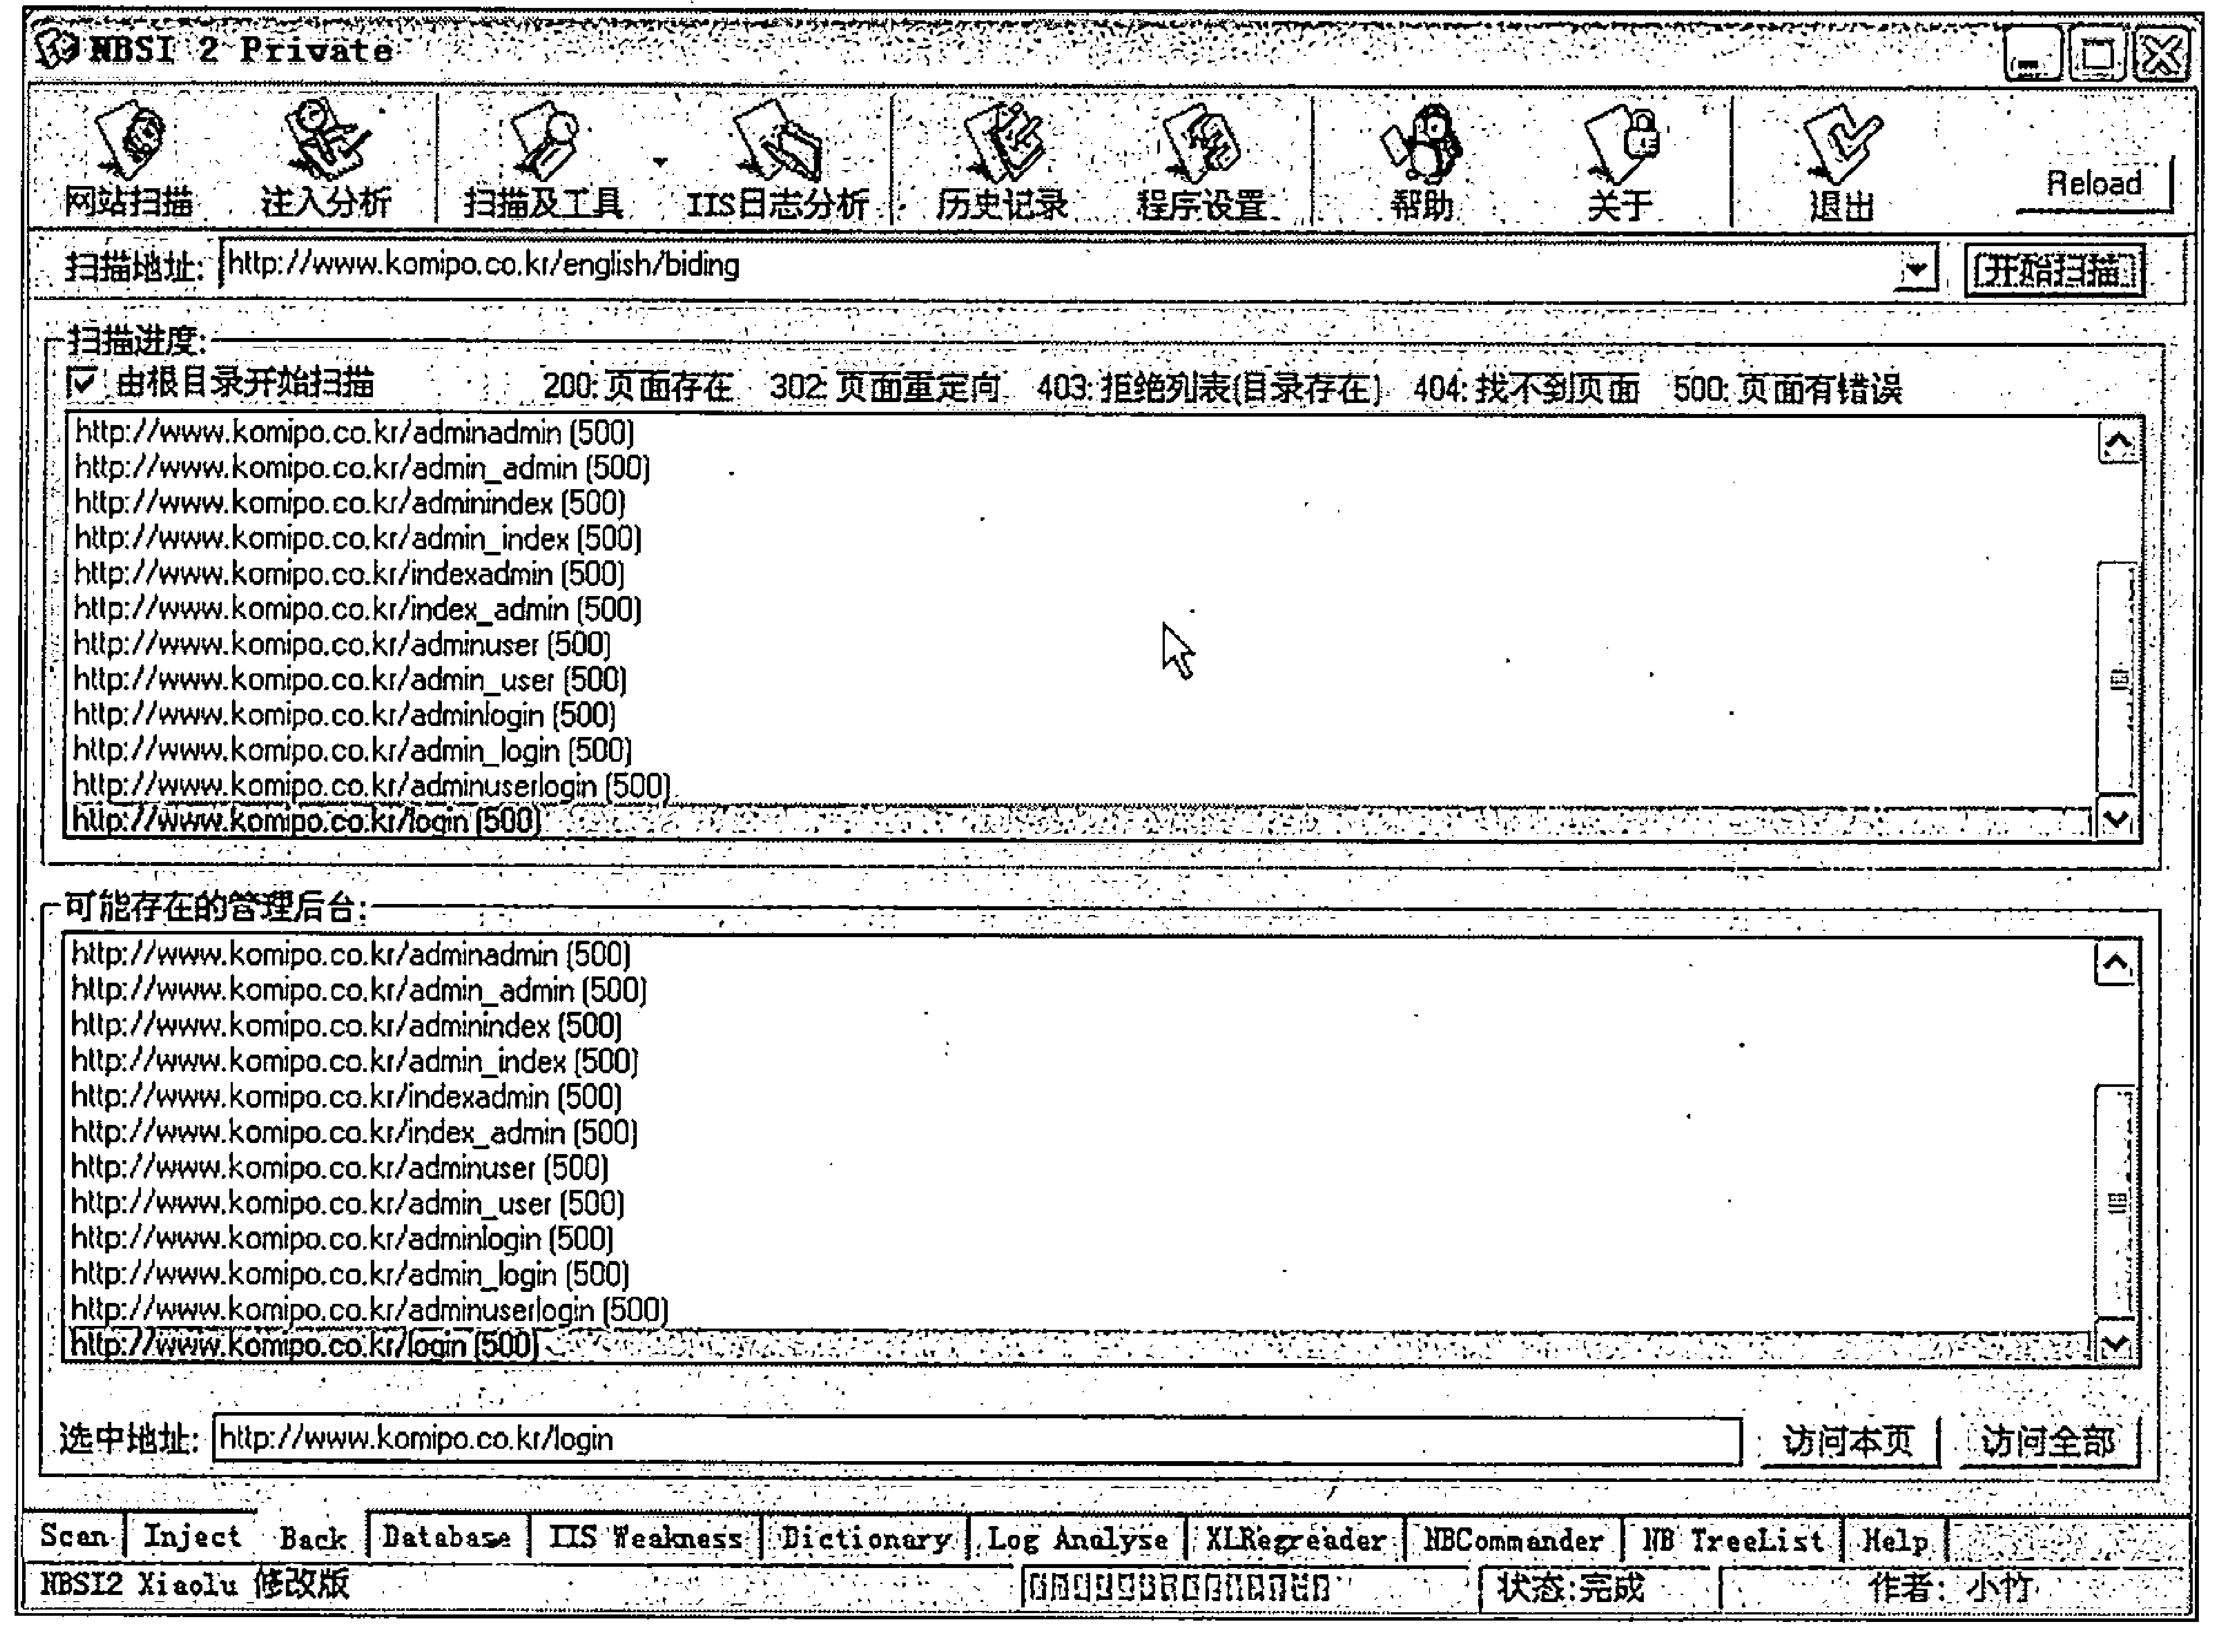 NBSI 2 Private
网站扫描 注入分析 扫描及工具 IIS日志分析 历史记录 程序设置 帮助 关于 退出 Reload
扫描地址: http://www.komipo.co.kr/english/biding 开始扫描
扫描进度:
由根目录开始扫描 200: 页面存在 302: 页面重定向 403: 拒绝列表(目录存在) 404: 找不到页面 500: 页面有错误
http://www.komipo.co.kr/adminadmin (500)
http://www.komipo.co.kr/admin_admin (500)
http://www.komipo.co.kr/adminindex (500)
http://www.komipo.co.kr/admin_index (500)
http://www.komipo.co.kr/indexadmin (500)
http://www.komipo.co.kr/index_admin (500)
http://www.komipo.co.kr/adminuser (500)
http://www.komipo.co.kr/admin_user (500)
http://www.komipo.co.kr/adminlogin (500)
http://www.komipo.co.kr/admin_login (500)
http://www.komipo.co.kr/adminuserlogin (500)
http://www.komipo.co.kr/login (500)
可能存在的管理后台:
http://www.komipo.co.kr/adminadmin (500)
http://www.komipo.co.kr/admin_admin (500)
http://www.komipo.co.kr/adminindex (500)
http://www.komipo.co.kr/admin_index (500)
http://www.komipo.co.kr/indexadmin (500)
http://www.komipo.co.kr/index_admin (500)
http://www.komipo.co.kr/adminuser (500)
http://www.komipo.co.kr/admin_user (500)
http://www.komipo.co.kr/adminlogin (500)
http://www.komipo.co.kr/admin_login (500)
http://www.komipo.co.kr/adminuserlogin (500)
http://www.komipo.co.kr/login (500)
选中地址: http://www.komipo.co.kr/login 访问本页 访问全部
Scan Inject Back Database IIS Weakness Dictionary Log Analyse XLRegreader NBCommander NB TreeList Help
NBSI2 Xiaolu 修改版 状态:完成 作者: 小竹